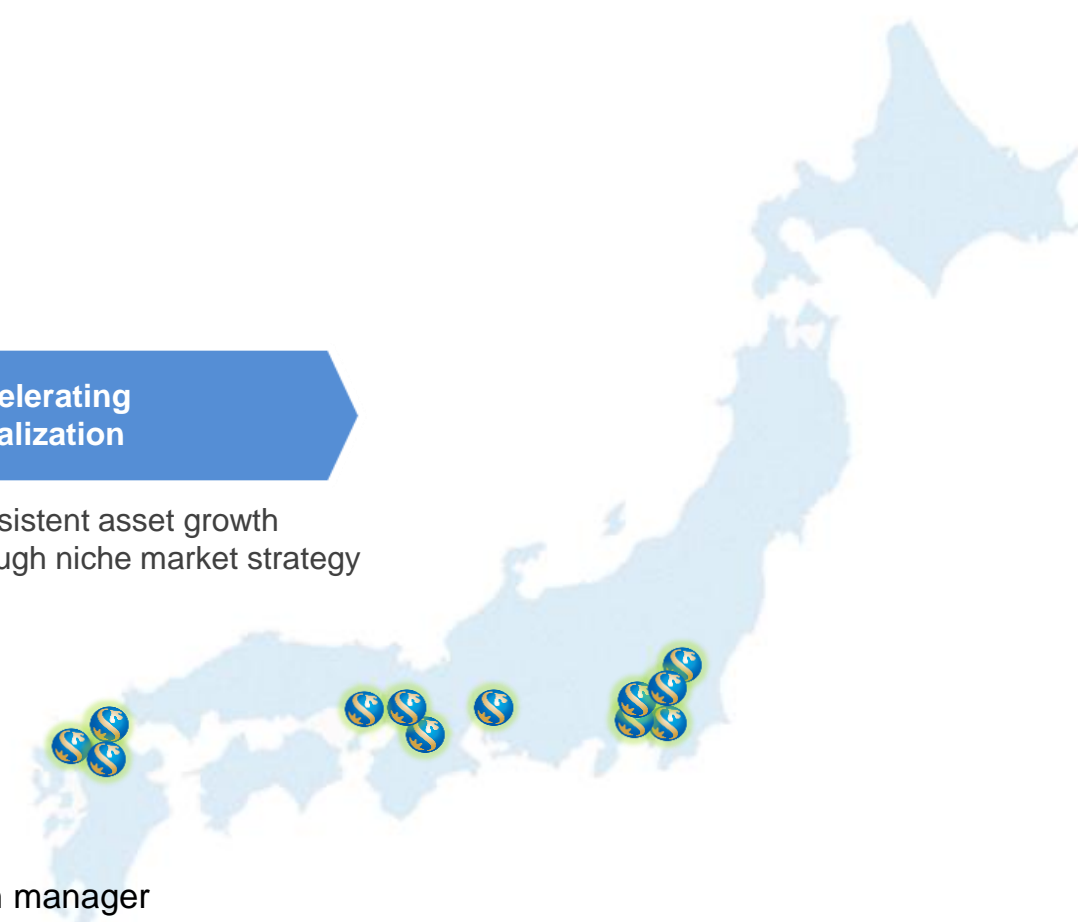 elerating
alization
sistent asset growth
ugh niche market strategy
manager